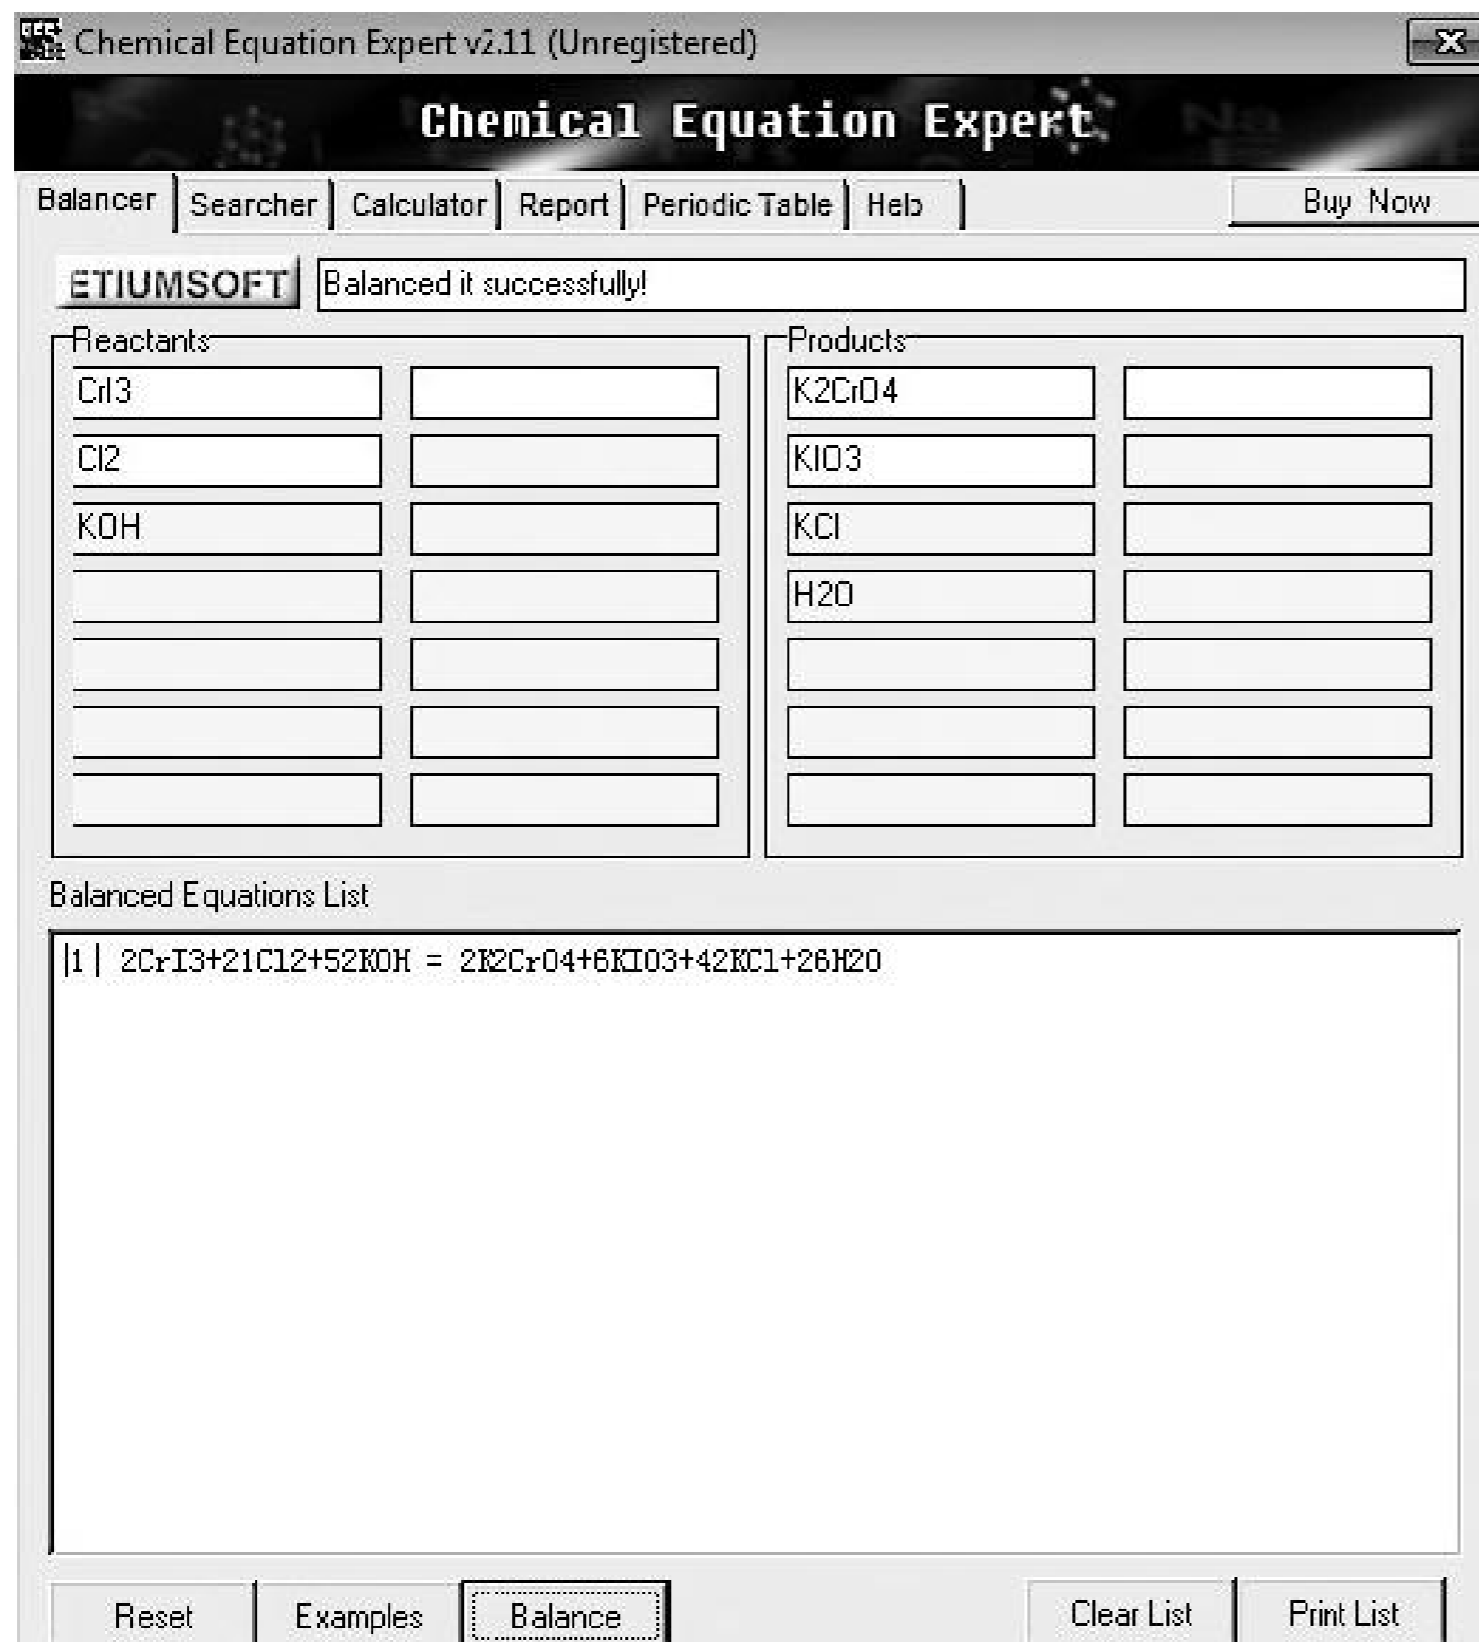 Chemical Equation Expert v2.11 (Unregistered)
Chemical Equation Expert
Balancer Searcher Calculator Report Periodic Table Help Buy Now
ETIUMSOFT Balanced it successfully!
Reactants Products
CrI3 K2CrO4
Cl2 KIO3
KOH KCl
H2O
Balanced Equations List
|1| 2CrI3+21Cl2+52KOH = 2K2CrO4+6KIO3+42KCl+26H2O
Reset Examples Balance Clear List Print List